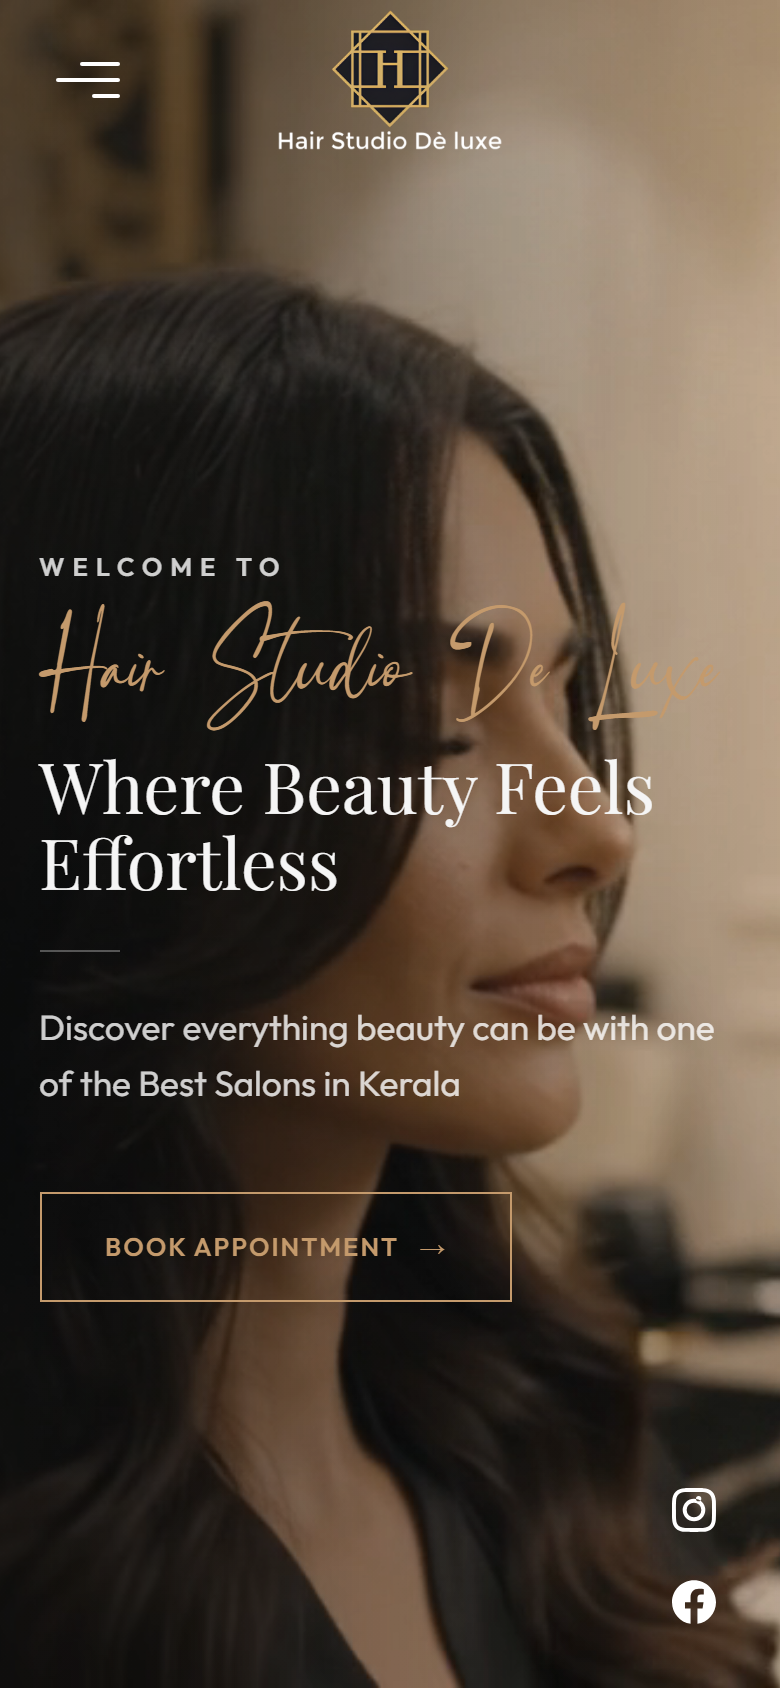 H
Hair Studio Dè luxe
WELCOME TO
Hair Studio De Luxe
Where Beauty Feels
Effortless
Discover everything beauty can be with one
of the Best Salons in Kerala
BOOK APPOINTMENT →